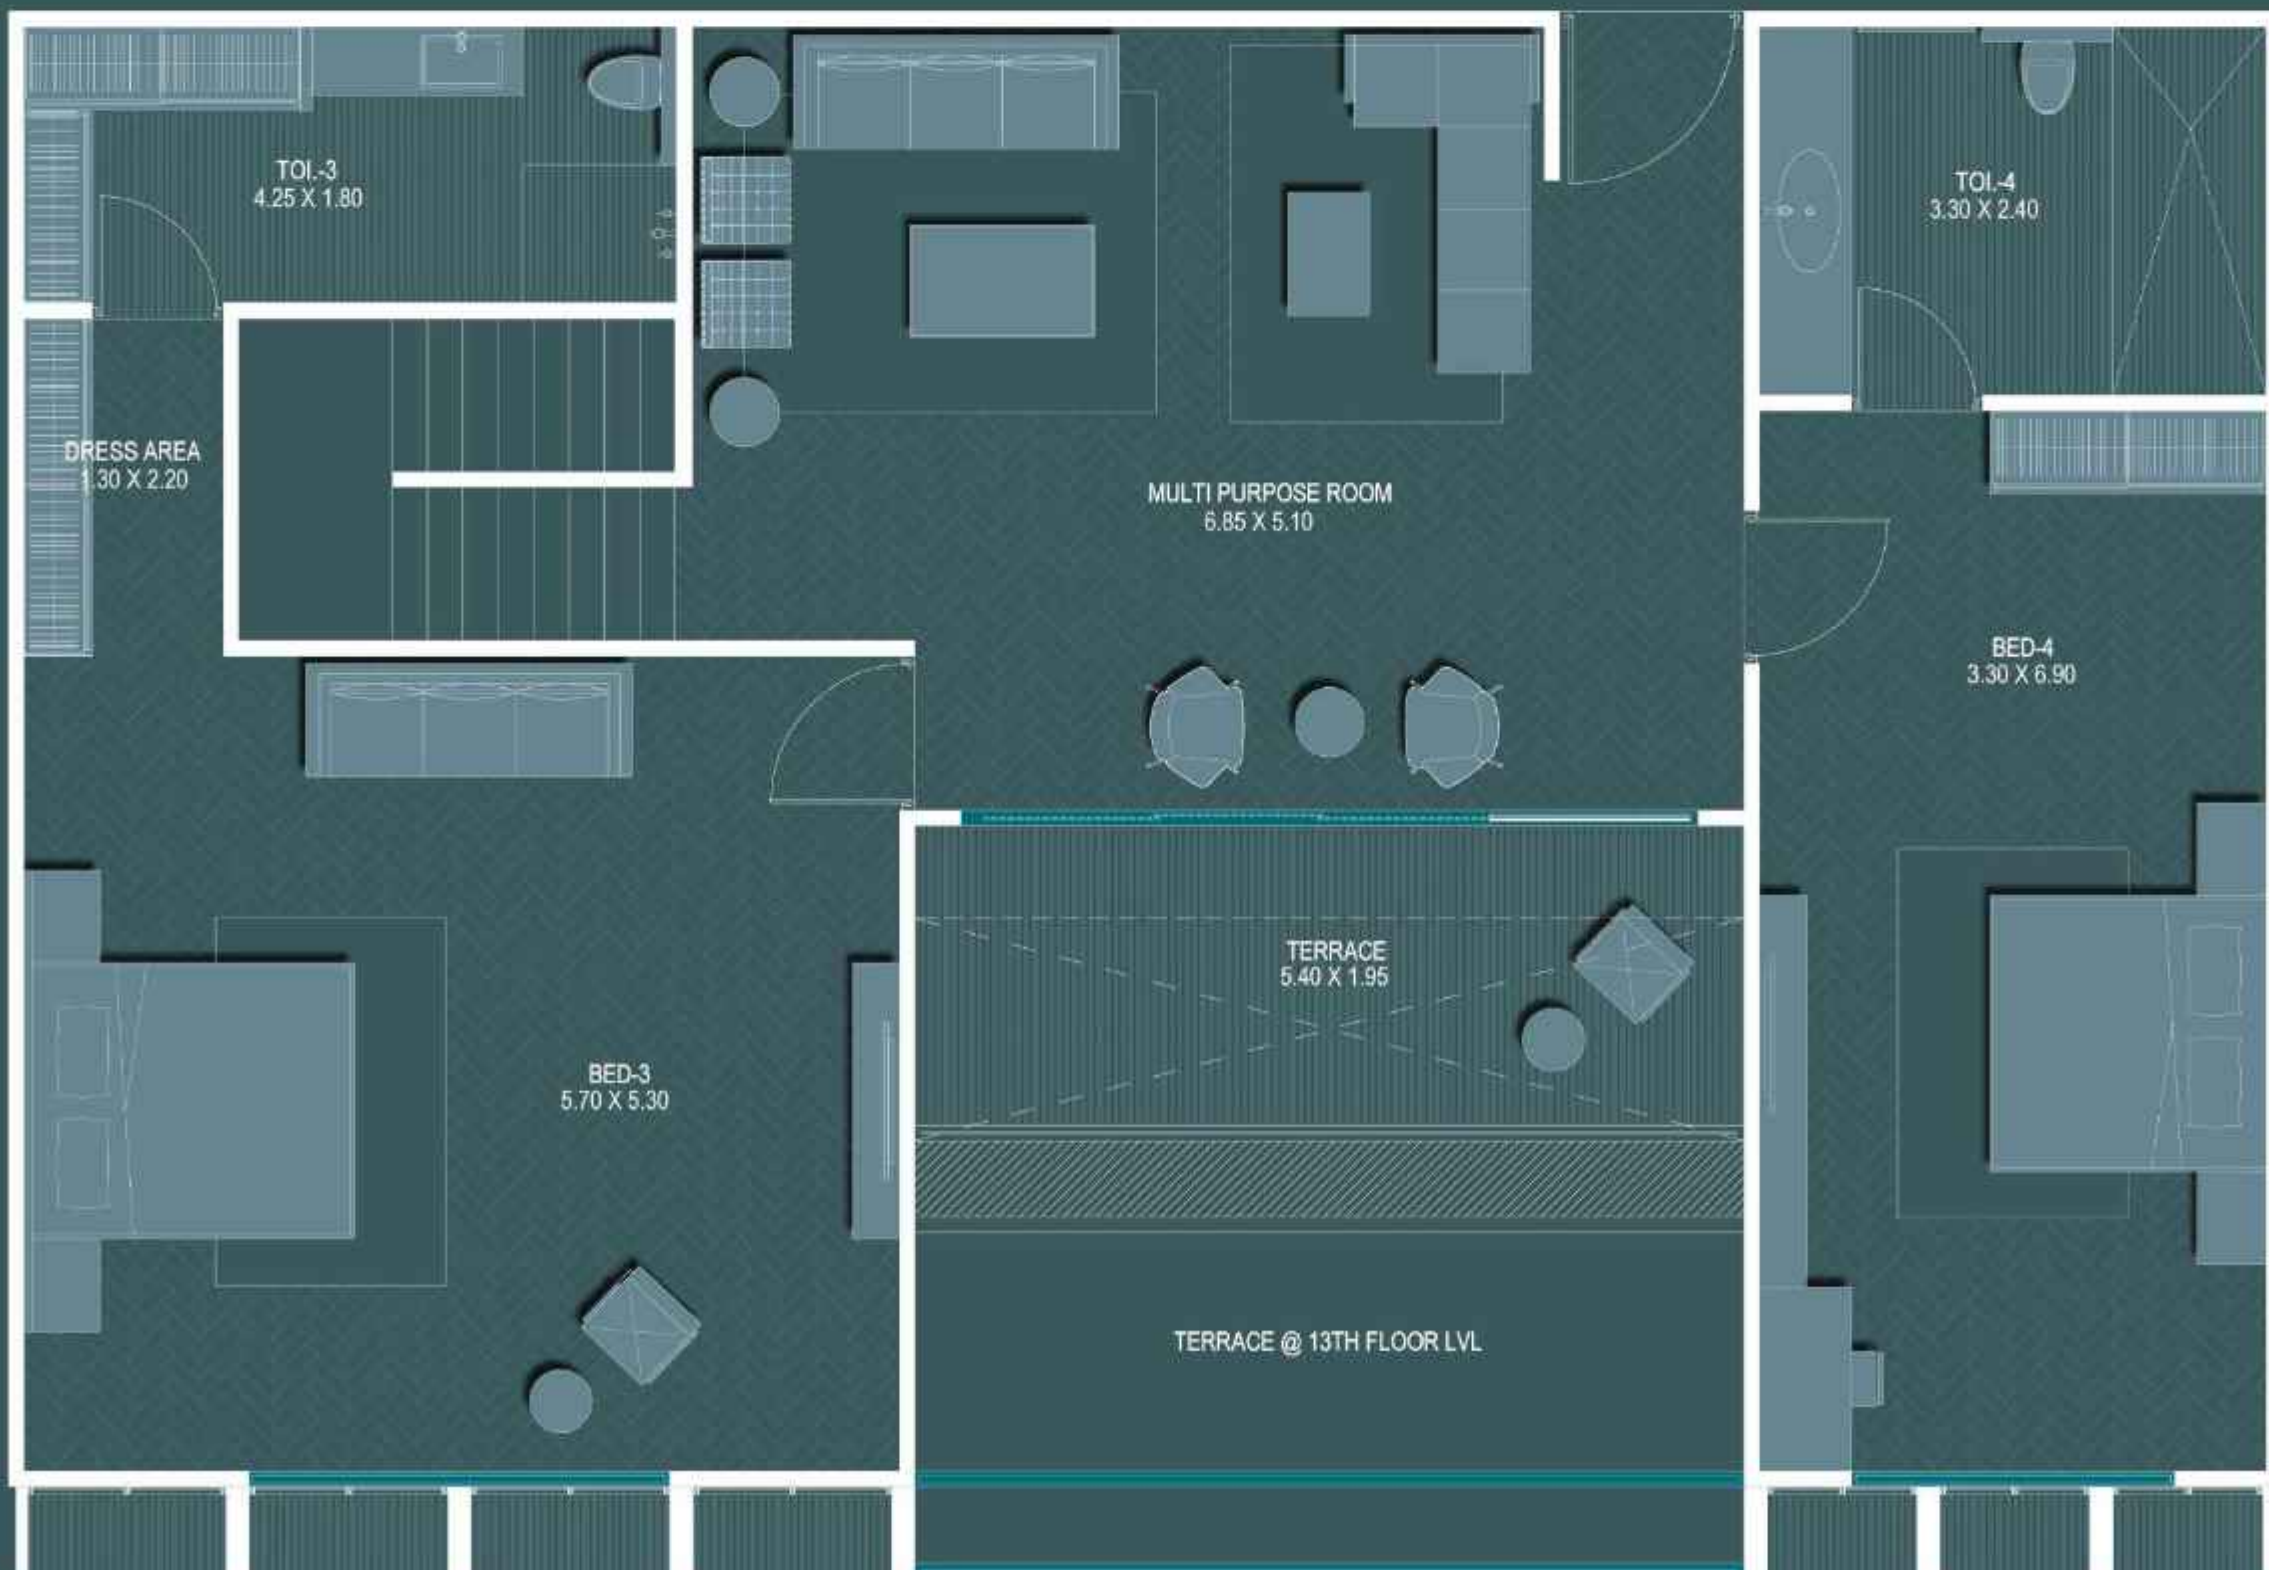 TOI.-3
4.25 X 1.80
TOI.-4
3.30 X 2.40
DRESS AREA
1.30 X 2.20
MULTI PURPOSE ROOM
6.85 X 5.10
BED-4
3.30 X 6.90
TERRACE
5.40 X 1.95
BED-3
5.70 X 5.30
TERRACE @ 13TH FLOOR LVL